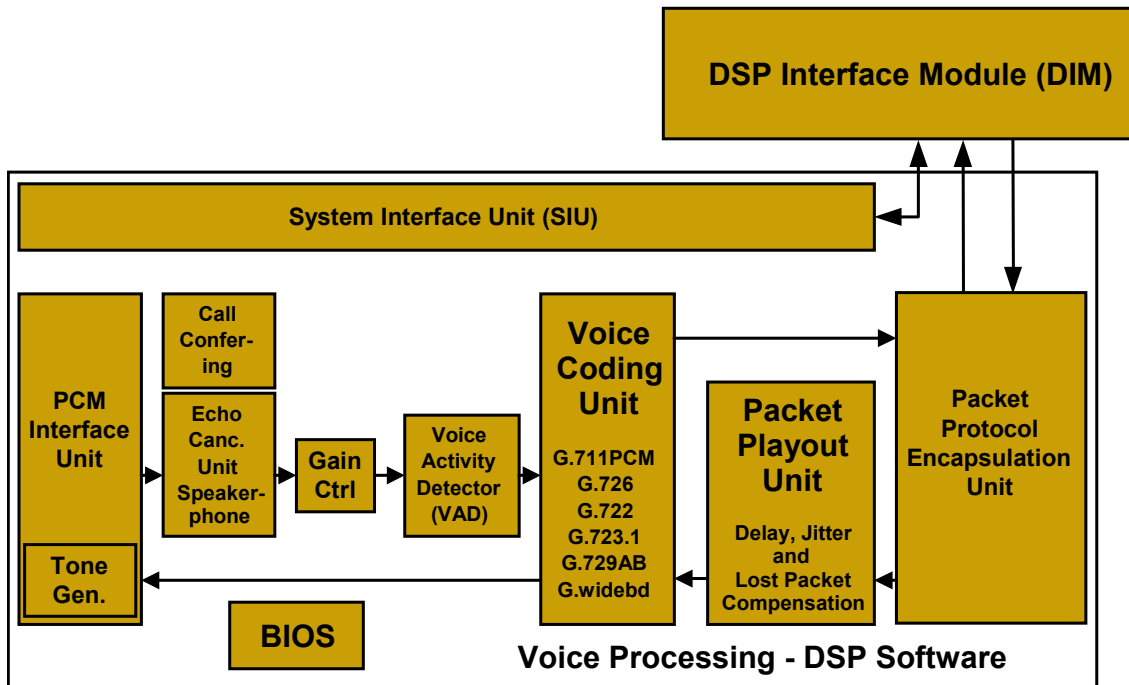 DSP Interface Module (DIM)
System Interface Unit (SIU)
PCM
Interface
Unit
Tone
Gen.
Call
Confer-
ing
Echo
Canc.
Unit
Speaker-
phone
Gain
Ctrl
Voice
Activity
Detector
(VAD)
Voice
Coding
Unit
G.711PCM
G.726
G.722
G.723.1
G.729AB
G.widebd
Packet
Playout
Unit
Delay, Jitter
and
Lost Packet
Compensation
Packet
Protocol
Encapsulation
Unit
BIOS
Voice Processing - DSP Software